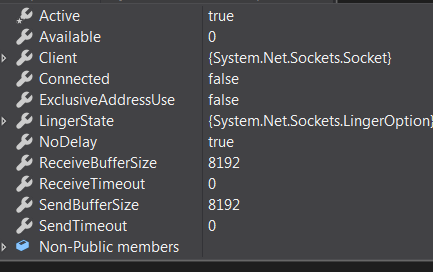 Active true
Available 0
Client {System.Net.Sockets.Socket}
Connected false
ExclusiveAddressUse false
LingerState {System.Net.Sockets.LingerOption}
NoDelay true
ReceiveBufferSize 8192
ReceiveTimeout 0
SendBufferSize 8192
SendTimeout 0
Non-Public members